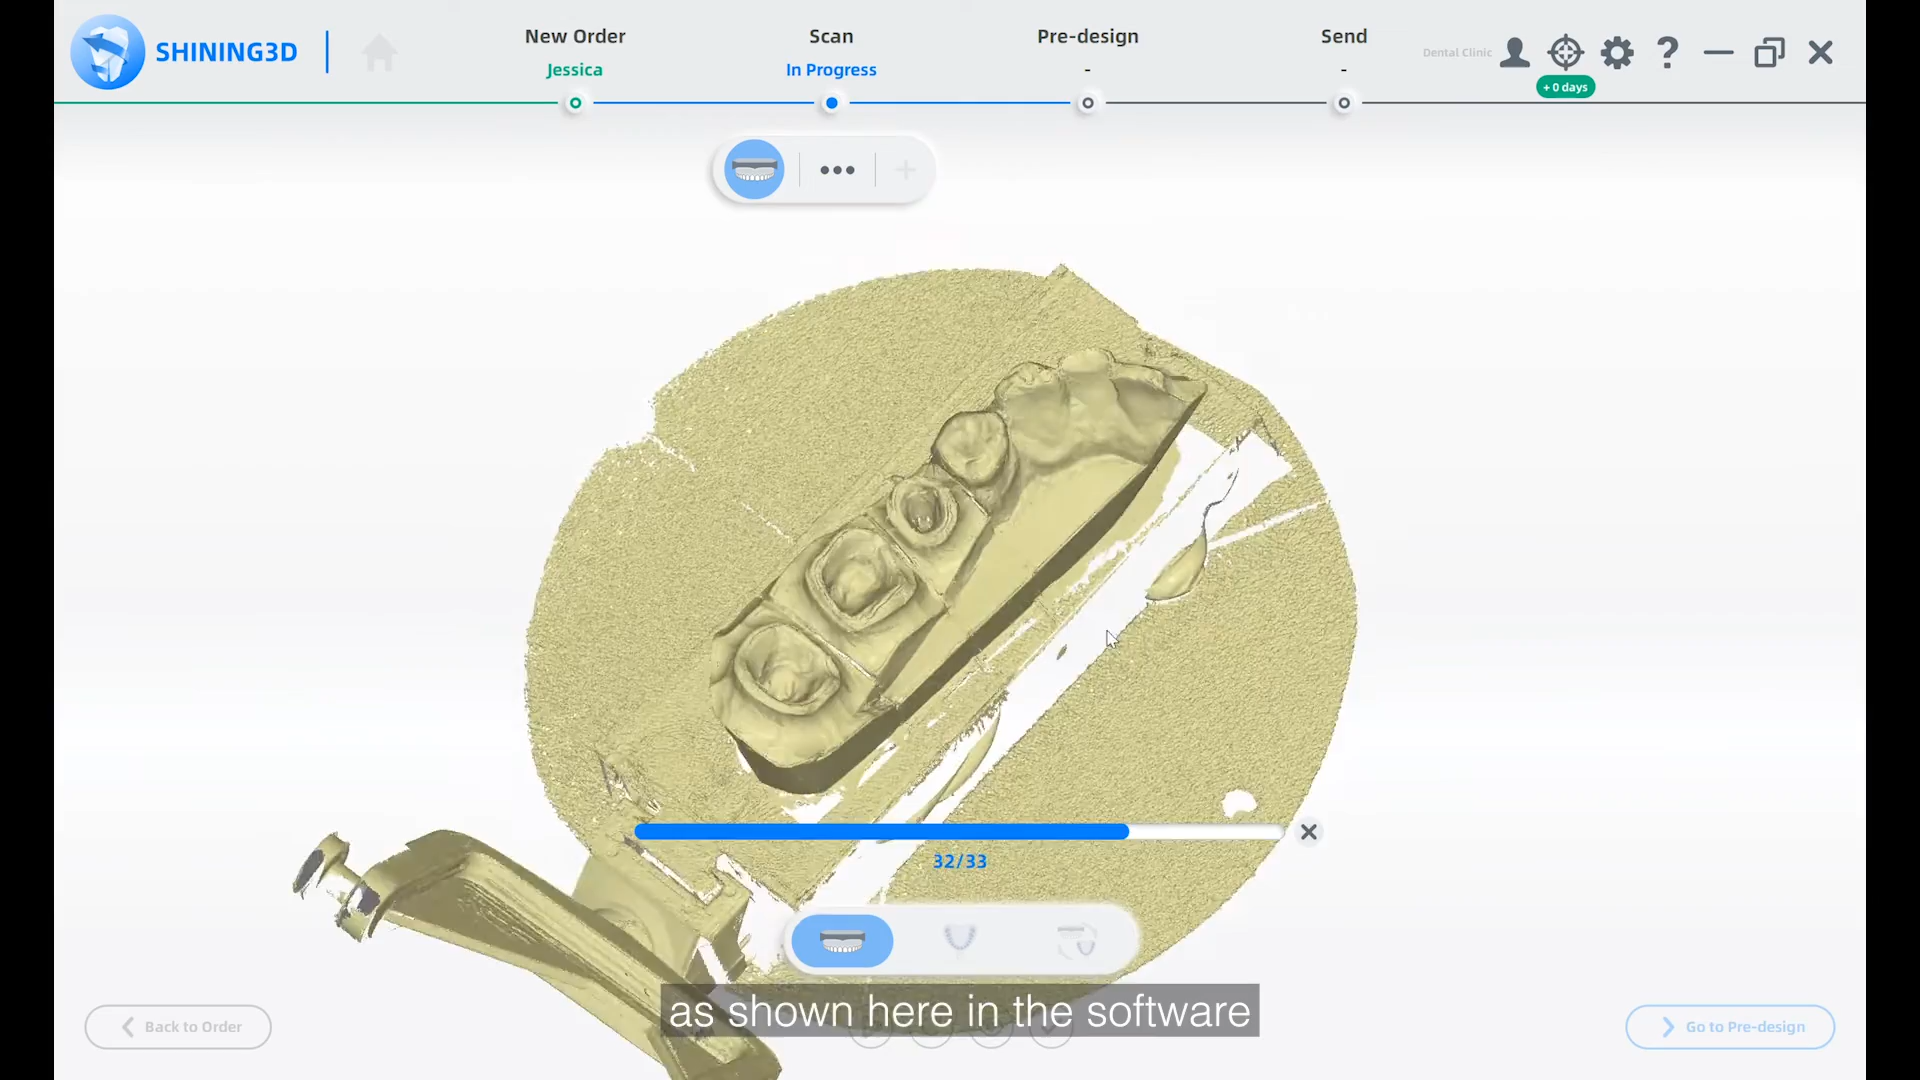 SHINING3D
New Order
Jessica
Scan
In Progress
Pre-design
-
Send
-
Dental Clinic
?
+ 0 days
32/33
as shown here in the software
Back to Order
Go to Pre-design